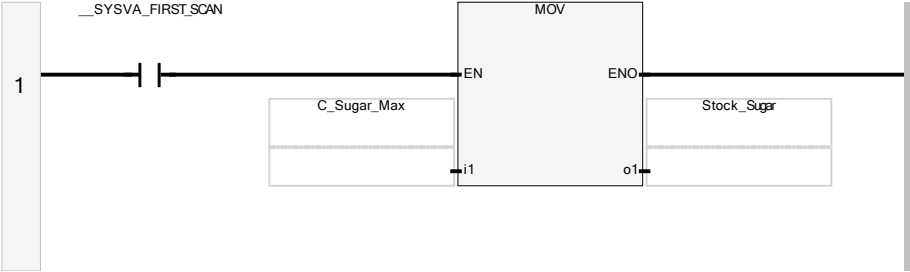 __SYSVA_FIRST_SCAN
MOV
1
EN
ENO
C_Sugar_Max
Stock_Sugar
i1
o1